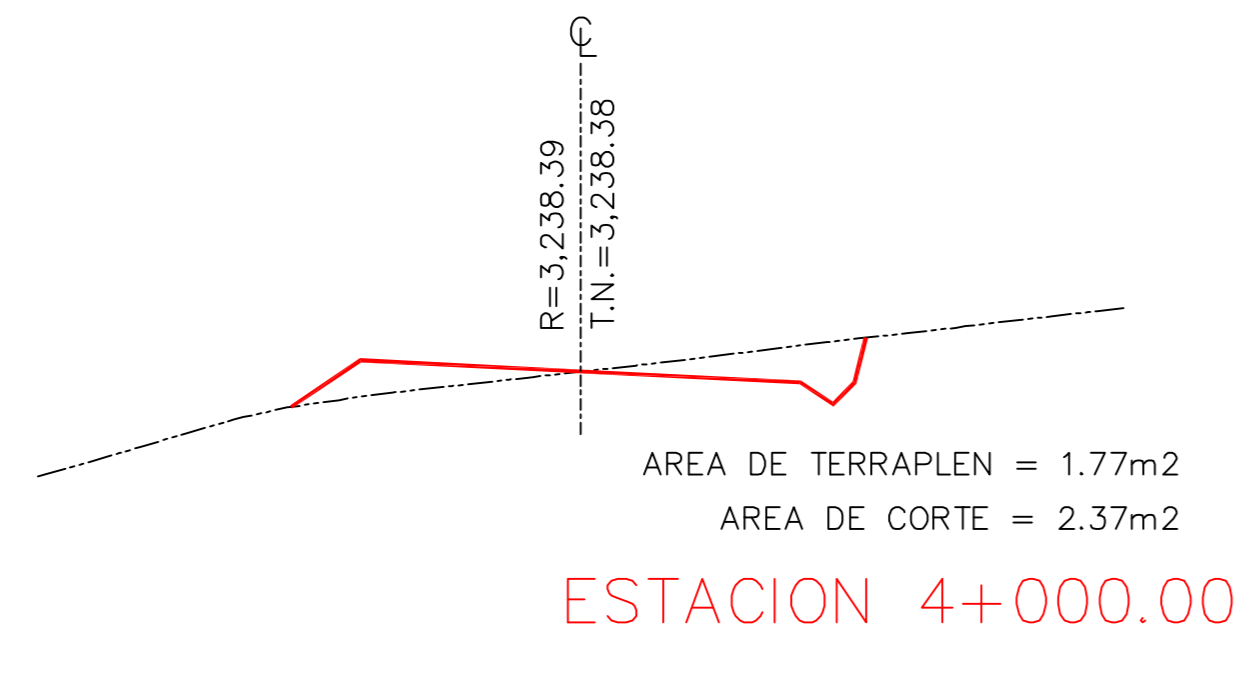 ℄
R=3,238.39
T.N.=3,238.38
AREA DE TERRAPLEN = 1.77m2
AREA DE CORTE = 2.37m2
ESTACION 4+000.00